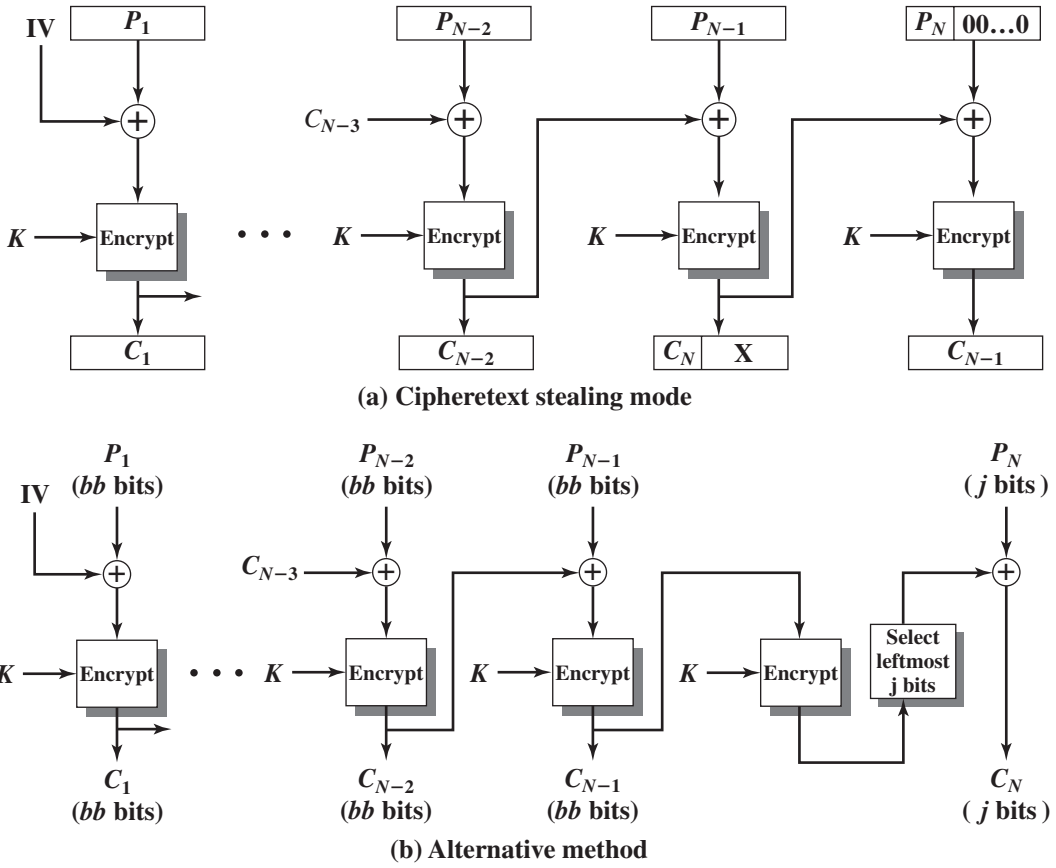 IV P₁ Pₙ₋₂ Pₙ₋₁ Pₙ 00...0
+ Cₙ₋₃ + + +
K Encrypt • • • K Encrypt K Encrypt K Encrypt
C₁ Cₙ₋₂ Cₙ X Cₙ₋₁
(a) Cipheretext stealing mode
P₁ Pₙ₋₂ Pₙ₋₁ Pₙ
IV (bb bits) (bb bits) (bb bits) ( j bits )
+ Cₙ₋₃ + + +
Select
leftmost
j bits
K Encrypt • • • K Encrypt K Encrypt K Encrypt
C₁ Cₙ₋₂ Cₙ₋₁ Cₙ
(bb bits) (bb bits) (bb bits) ( j bits )
(b) Alternative method